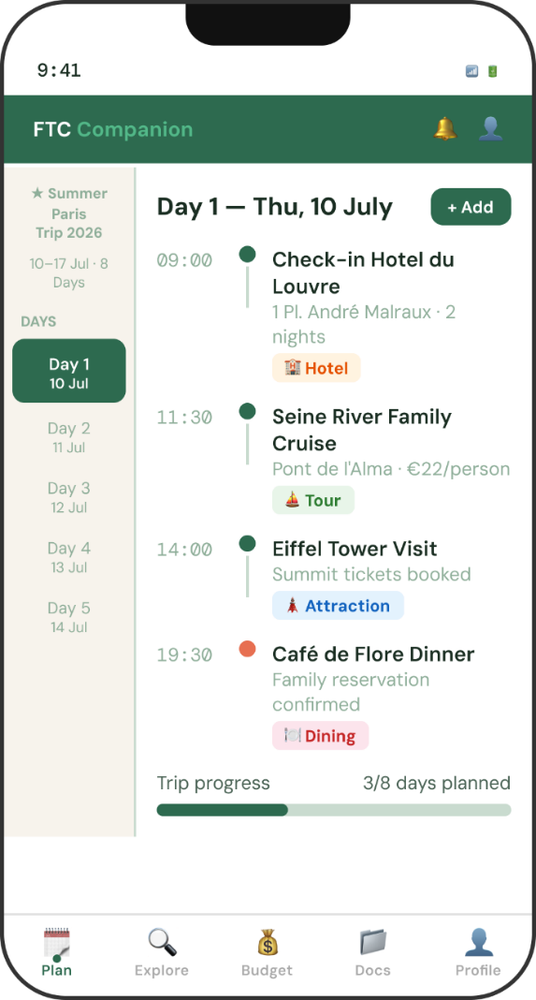 9:41
FTC Companion
★ Summer
Paris
Trip 2026
10–17 Jul · 8
Days
DAYS
Day 1
10 Jul
Day 2
11 Jul
Day 3
12 Jul
Day 4
13 Jul
Day 5
14 Jul
Day 1 — Thu, 10 July
+ Add
09:00
Check-in Hotel du
Louvre
1 Pl. André Malraux · 2
nights
Hotel
11:30
Seine River Family
Cruise
Pont de l'Alma · €22/person
Tour
14:00
Eiffel Tower Visit
Summit tickets booked
Attraction
19:30
Café de Flore Dinner
Family reservation
confirmed
Dining
Trip progress
3/8 days planned
Plan
Explore
Budget
Docs
Profile